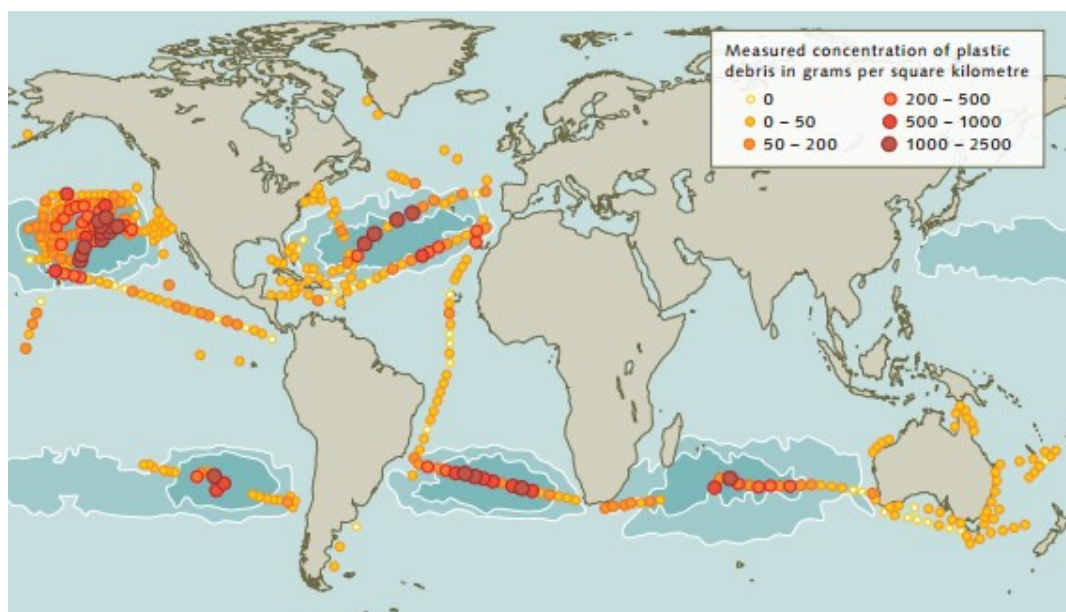 Measured concentration of plastic
debris in grams per square kilometre
0
0 – 50
50 – 200
200 – 500
500 – 1000
1000 – 2500